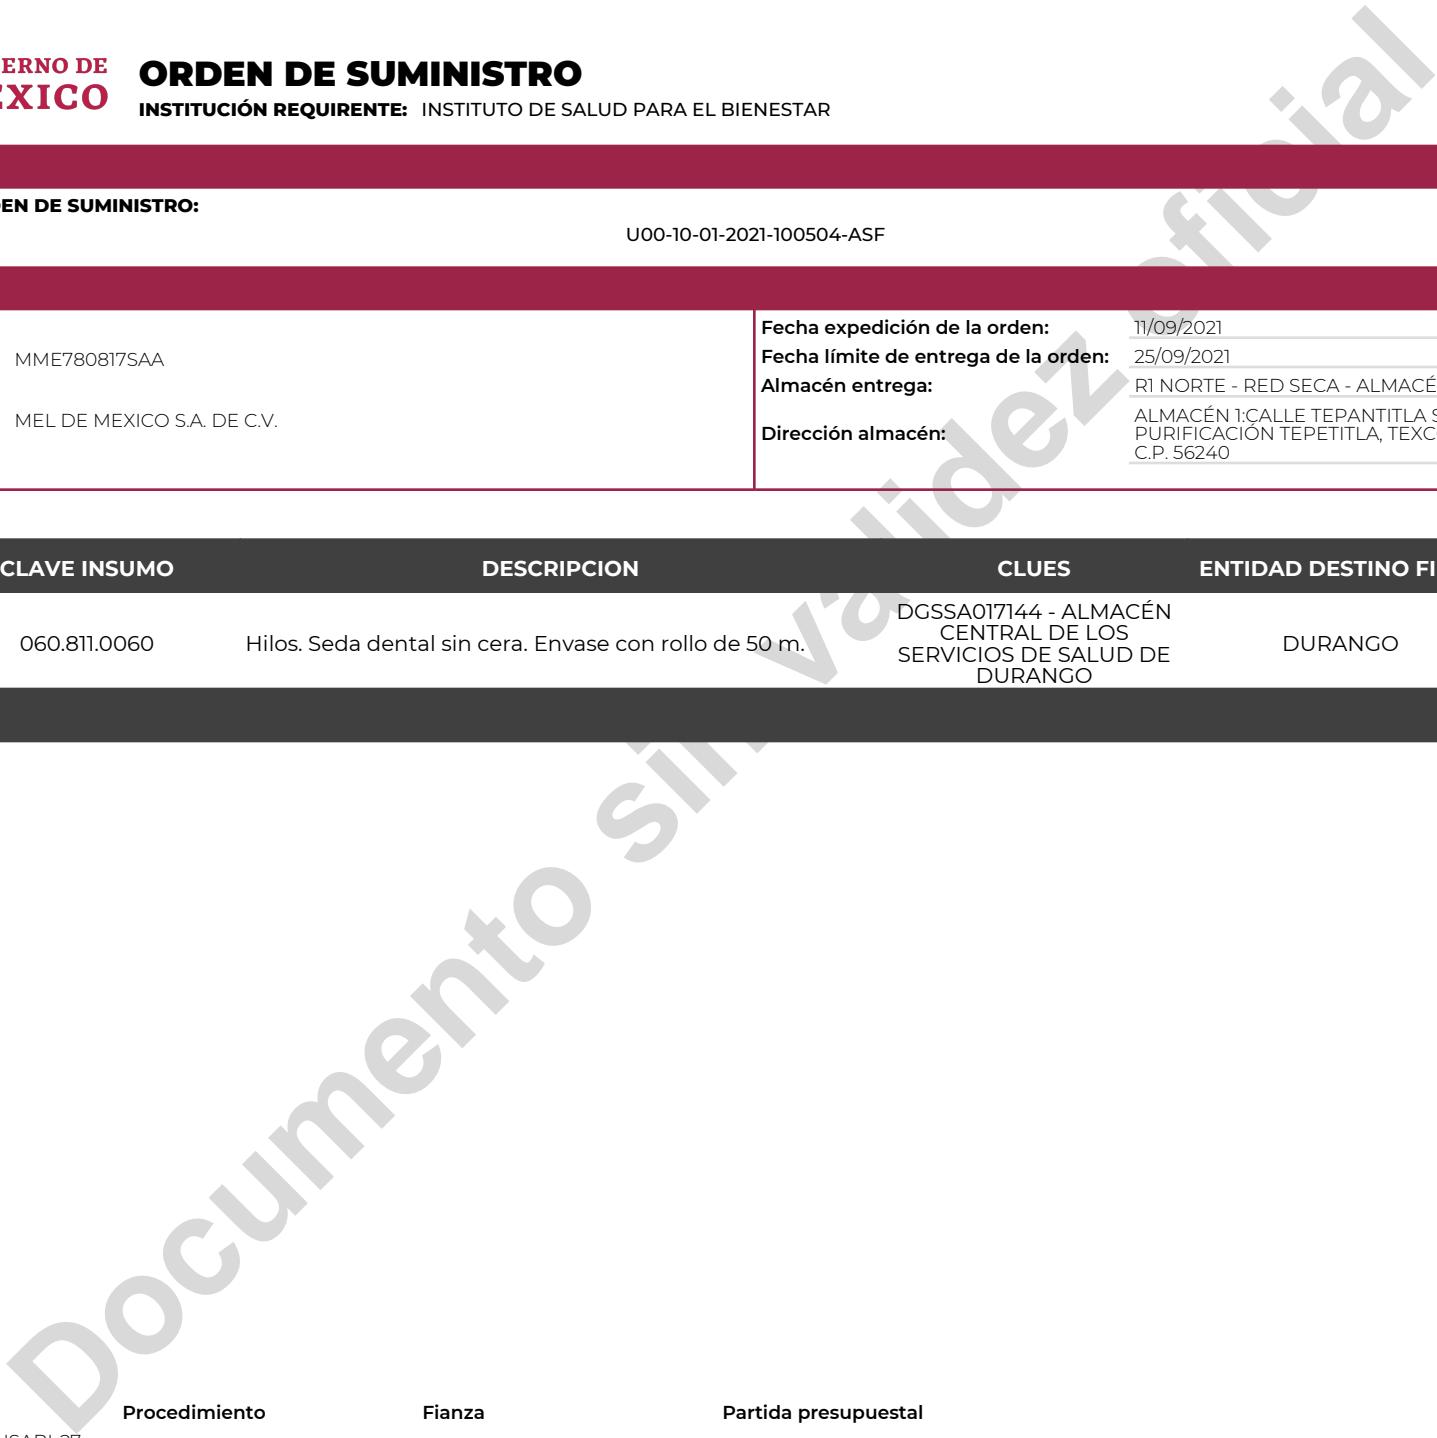 ERNO DE
EXICO
ORDEN DE SUMINISTRO
INSTITUCIÓN REQUIRENTE: INSTITUTO DE SALUD PARA EL BIENESTAR
EN DE SUMINISTRO:
U00-10-01-2021-100504-ASF
MME780817SAA
MEL DE MEXICO S.A. DE C.V.
Fecha expedición de la orden: 11/09/2021
Fecha límite de entrega de la orden: 25/09/2021
Almacén entrega: R1 NORTE - RED SECA - ALMACÉ
Dirección almacén:
ALMACÉN 1:CALLE TEPANTITLA S
PURIFICACIÓN TEPETITLA, TEXC
C.P. 56240
CLAVE INSUMO DESCRIPCION CLUES ENTIDAD DESTINO FI
060.811.0060 Hilos. Seda dental sin cera. Envase con rollo de 50 m.
DGSSA017144 - ALMACÉN
CENTRAL DE LOS
SERVICIOS DE SALUD DE
DURANGO
DURANGO
Documento sin validez oficial
Procedimiento Fianza Partida presupuestal